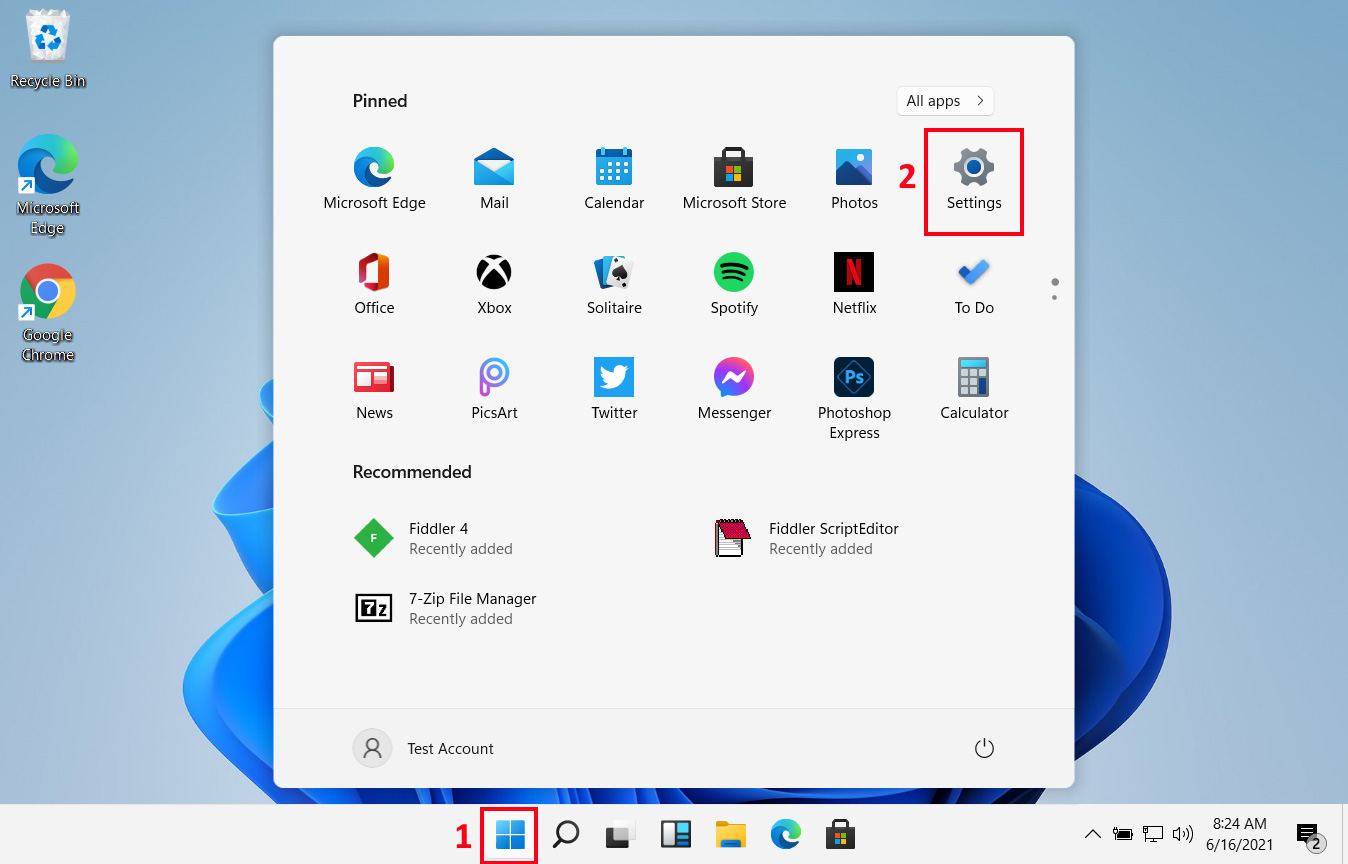 Recycle Bin
Microsoft
Edge
Google
Chrome
Pinned
All apps
2
Microsoft Edge
Mail
Calendar
Microsoft Store
Photos
Settings
Office
Xbox
Solitaire
Spotify
Netflix
To Do
News
PicsArt
Twitter
Messenger
Ps
Photoshop
Express
Calculator
Recommended
F
Fiddler 4
Recently added
Fiddler ScriptEditor
Recently added
7z
7-Zip File Manager
Recently added
Test Account
1
8:24 AM
6/16/2021
2